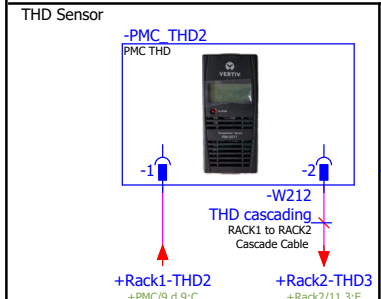 THD Sensor
-PMC_THD2
PMC THD
VERTIV
-1
-2
-W212
THD cascading
RACK1 to RACK2
Cascade Cable
+Rack1-THD2
+Rack2-THD3